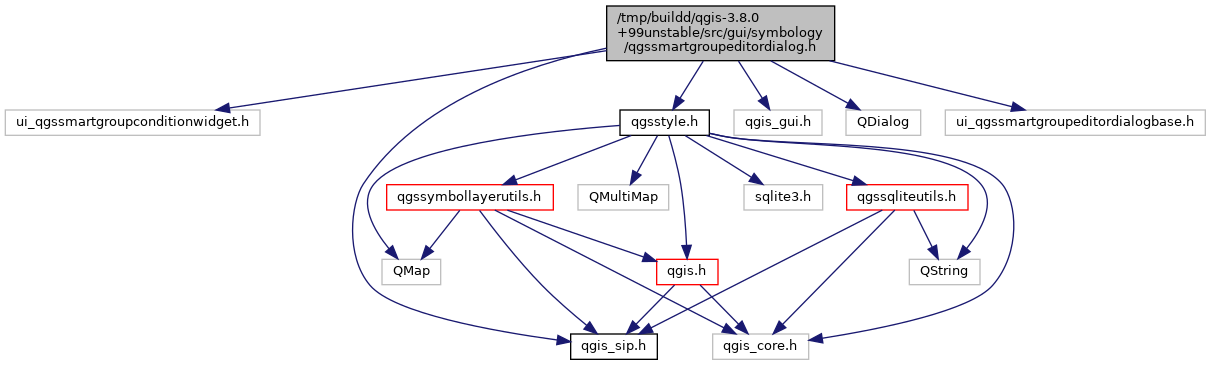 /tmp/buildd/qgis-3.8.0
+99unstable/src/gui/symbology
/qgssmartgroupeditordialog.h
ui_qgssmartgroupconditionwidget.h
qgsstyle.h
qgis_gui.h
QDialog
ui_qgssmartgroupeditordialogbase.h
qgssymbollayerutils.h
QMultiMap
sqlite3.h
qgssqliteutils.h
QMap
qgis.h
QString
qgis_sip.h
qgis_core.h